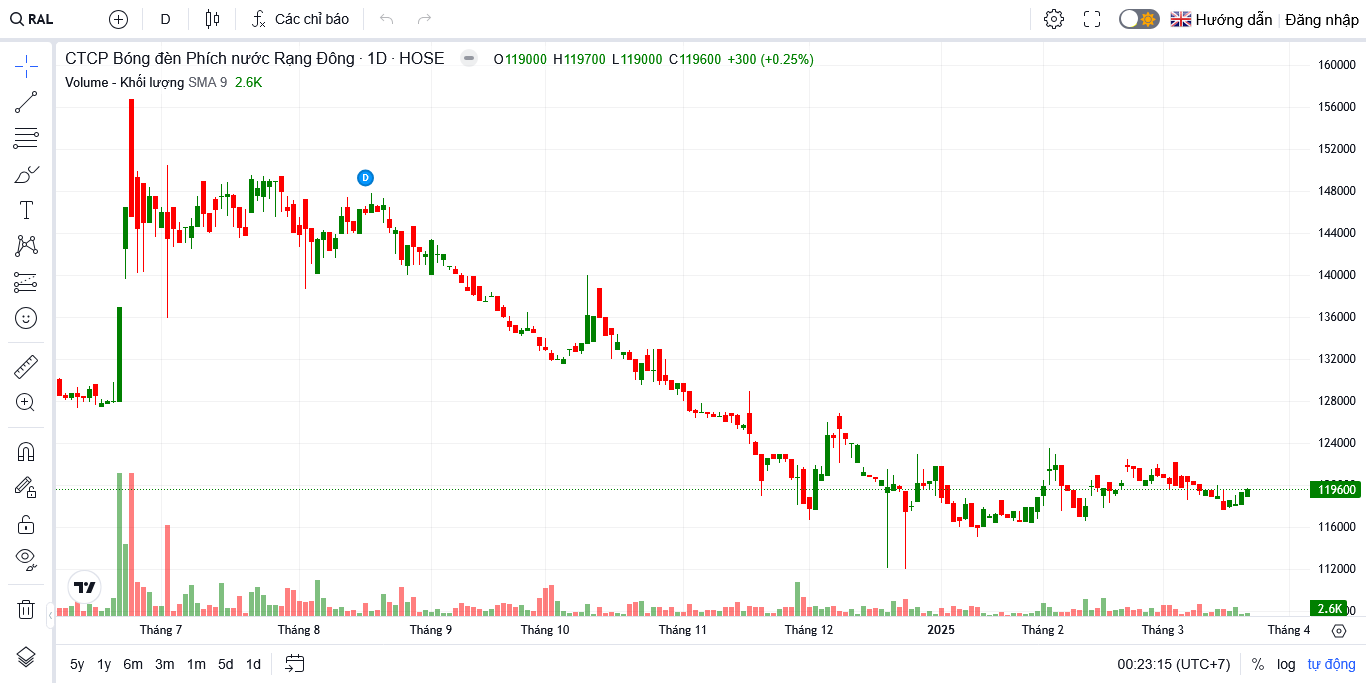 RAL D Các chỉ báo Hướng dẫn Đăng nhập
CTCP Bóng đèn Phích nước Rạng Đông · 1D · HOSE O119000 H119700 L119000 C119600 +300 (+0.25%)
Volume - Khối lượng SMA 9 2.6K
D
160000
156000
152000
148000
144000
140000
136000
132000
128000
124000
119600
116000
112000
2.6K
Tháng 7 Tháng 8 Tháng 9 Tháng 10 Tháng 11 Tháng 12 2025 Tháng 2 Tháng 3 Tháng 4
5y 1y 6m 3m 1m 5d 1d 00:23:15 (UTC+7) % log tự động